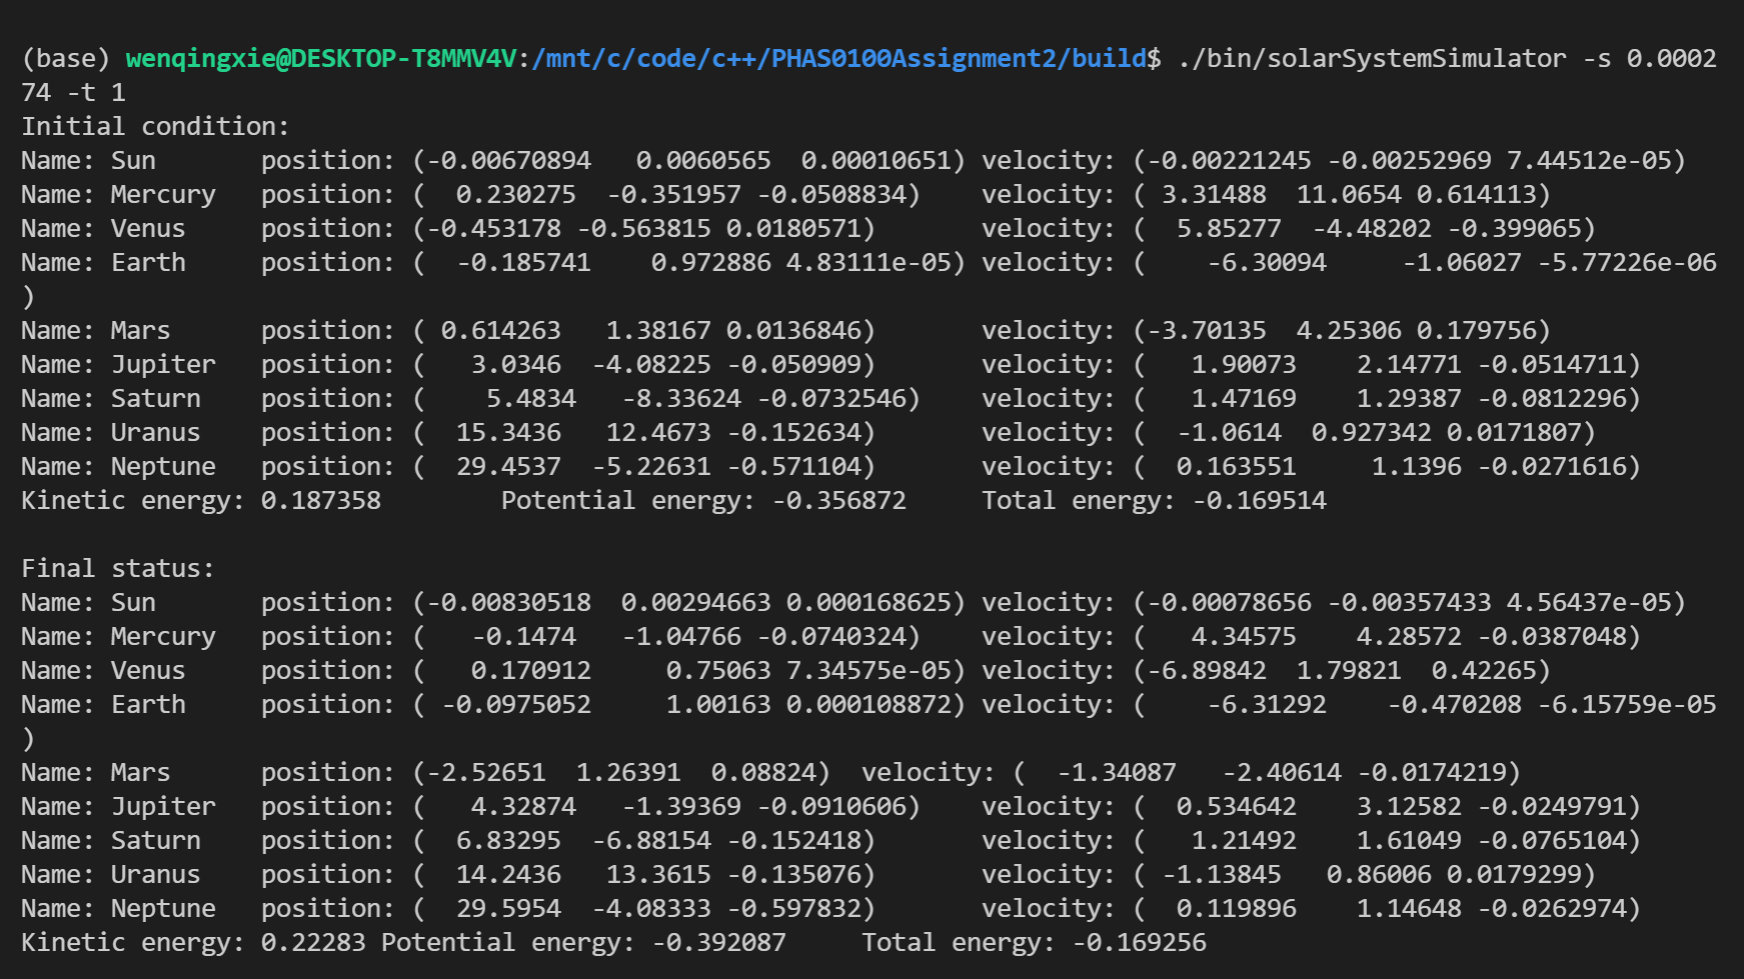 (base) wenqingxie@DESKTOP-T8MMV4V:/mnt/c/code/c++/PHAS0100Assignment2/build$ ./bin/solarSystemSimulator -s 0.0002
74 -t 1
Initial condition:
Name: Sun       position: (-0.00670894   0.0060565  0.00010651) velocity: (-0.00221245 -0.00252969 7.44512e-05)
Name: Mercury   position: (  0.230275  -0.351957 -0.0508834)    velocity: ( 3.31488  11.0654 0.614113)
Name: Venus     position: (-0.453178 -0.563815 0.0180571)       velocity: (  5.85277  -4.48202 -0.399065)
Name: Earth     position: (  -0.185741    0.972886 4.83111e-05) velocity: (    -6.30094     -1.06027 -5.77226e-06
)
Name: Mars      position: ( 0.614263   1.38167 0.0136846)       velocity: (-3.70135  4.25306 0.179756)
Name: Jupiter   position: (   3.0346  -4.08225 -0.050909)       velocity: (   1.90073    2.14771 -0.0514711)
Name: Saturn    position: (    5.4834   -8.33624 -0.0732546)    velocity: (   1.47169    1.29387 -0.0812296)
Name: Uranus    position: (  15.3436   12.4673 -0.152634)       velocity: (  -1.0614  0.927342 0.0171807)
Name: Neptune   position: (  29.4537  -5.22631 -0.571104)       velocity: (  0.163551     1.1396 -0.0271616)
Kinetic energy: 0.187358        Potential energy: -0.356872     Total energy: -0.169514

Final status:
Name: Sun       position: (-0.00830518  0.00294663 0.000168625) velocity: (-0.00078656 -0.00357433 4.56437e-05)
Name: Mercury   position: (   -0.1474   -1.04766 -0.0740324)    velocity: (   4.34575    4.28572 -0.0387048)
Name: Venus     position: (   0.170912     0.75063 7.34575e-05) velocity: (-6.89842  1.79821  0.42265)
Name: Earth     position: ( -0.0975052     1.00163 0.000108872) velocity: (    -6.31292    -0.470208 -6.15759e-05
)
Name: Mars      position: (-2.52651  1.26391  0.08824)  velocity: (  -1.34087   -2.40614 -0.0174219)
Name: Jupiter   position: (   4.32874   -1.39369 -0.0910606)    velocity: (  0.534642    3.12582 -0.0249791)
Name: Saturn    position: (  6.83295  -6.88154 -0.152418)       velocity: (   1.21492    1.61049 -0.0765104)
Name: Uranus    position: (  14.2436   13.3615 -0.135076)       velocity: ( -1.13845   0.86006 0.0179299)
Name: Neptune   position: (  29.5954  -4.08333 -0.597832)       velocity: (  0.119896    1.14648 -0.0262974)
Kinetic energy: 0.22283 Potential energy: -0.392087     Total energy: -0.169256